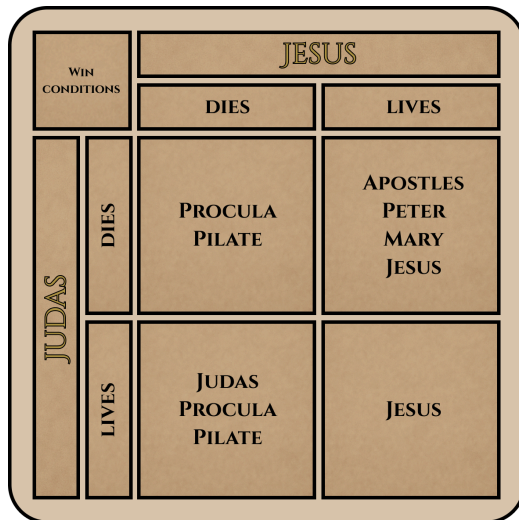 Win
conditions
JESUS
DIES
LIVES
JUDAS
DIES
Procula
Pilate
Apostles
Peter
Mary
Jesus
LIVES
Judas
Procula
Pilate
Jesus